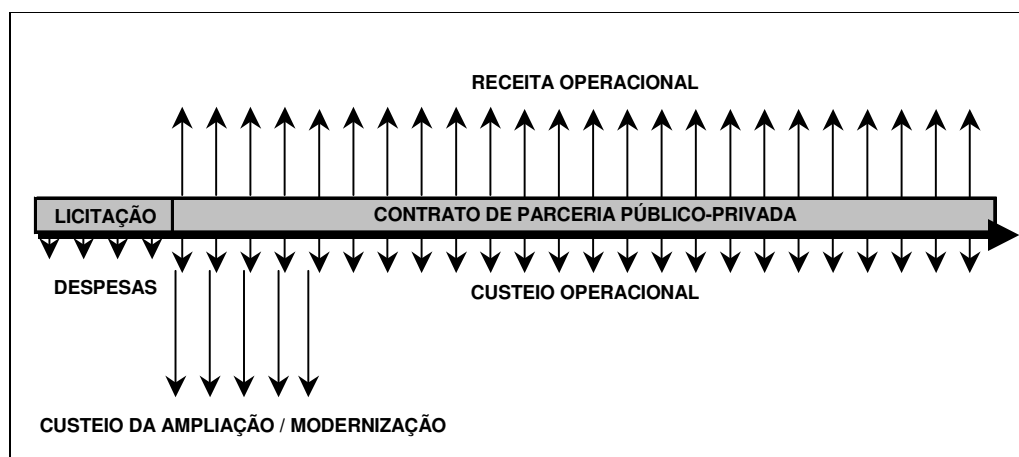 RECEITA OPERACIONAL
LICITAÇÃO
CONTRATO DE PARCERIA PÚBLICO-PRIVADA
DESPESAS
CUSTEIO OPERACIONAL
CUSTEIO DA AMPLIAÇÃO / MODERNIZAÇÃO